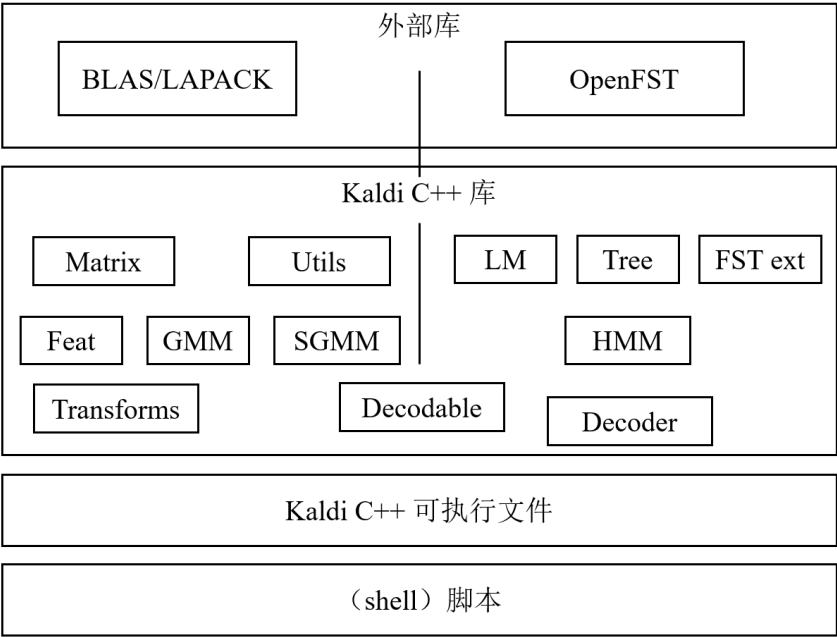 外部库
BLAS/LAPACK
OpenFST
Kaldi C++ 库
Matrix
Utils
LM
Tree
FST ext
Feat
GMM
SGMM
HMM
Transforms
Decodable
Decoder
Kaldi C++ 可执行文件
（shell）脚本